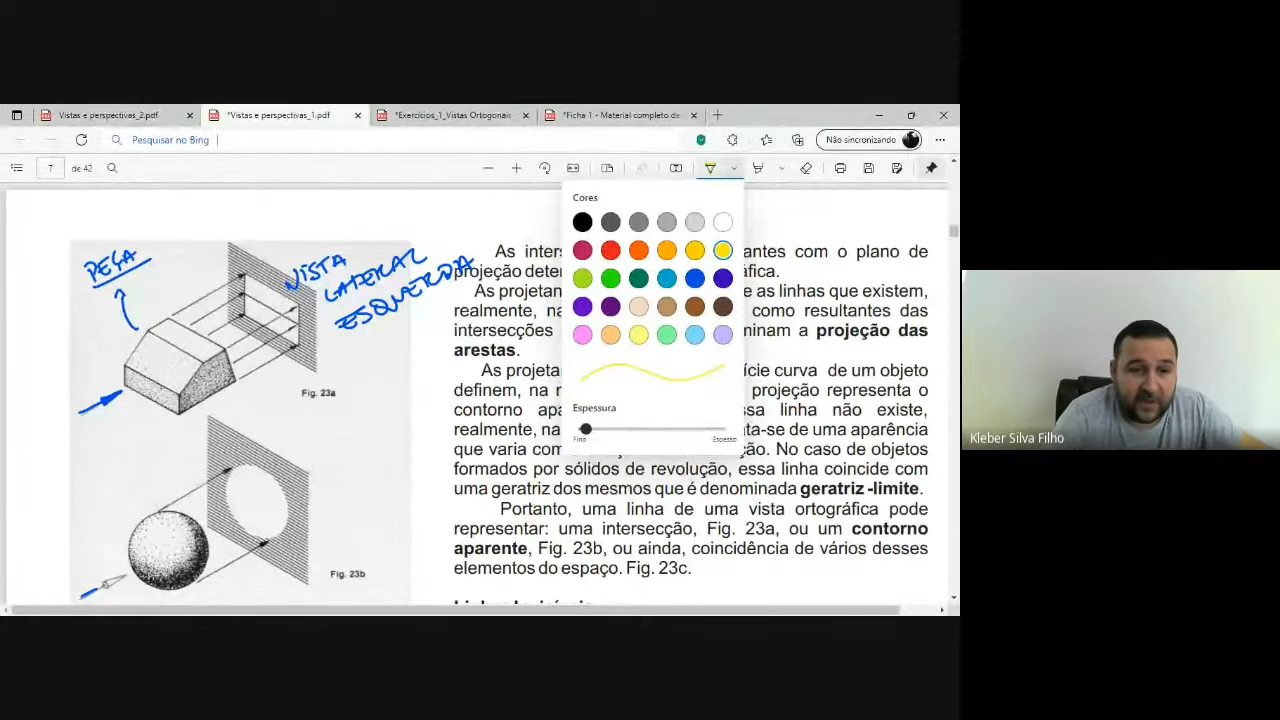 Vistas e perspectivas_2.pdf
*Vistas e perspectivas_1.pdf
*Exercícios_1_Vistas Ortogonais
*Ficha 1 - Material completo de
Pesquisar no Bing
Não sincronizando
7
de 42
Cores
Espessura
Fino
Espesso
PEÇA
VISTA
LATERAL
ESQUERDA
Fig. 23a
Fig. 23b
As inters
antes com o plano de
projeção deter
áfica.
As projetan
e as linhas que existem,
realmente, na
como resultantes das
intersecções
minam a projeção das
arestas.
As projeta
fície curva de um objeto
definem, na
projeção representa o
contorno apa
ssa linha não existe,
realmente, na
ta-se de uma aparência
que varia com
ção. No caso de objetos
formados por sólidos de revolução, essa linha coincide com
uma geratriz dos mesmos que é denominada geratriz -limite.
Portanto, uma linha de uma vista ortográfica pode
representar: uma intersecção, Fig. 23a, ou um contorno
aparente, Fig. 23b, ou ainda, coincidência de vários desses
elementos do espaço. Fig. 23c.
Kleber Silva Filho